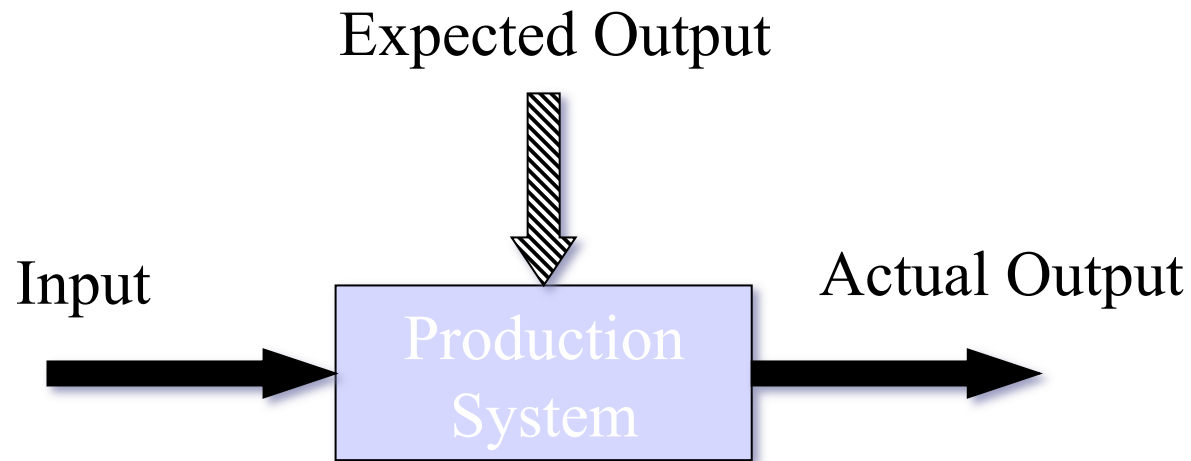 Expected Output
Input
Actual Output
Production
System